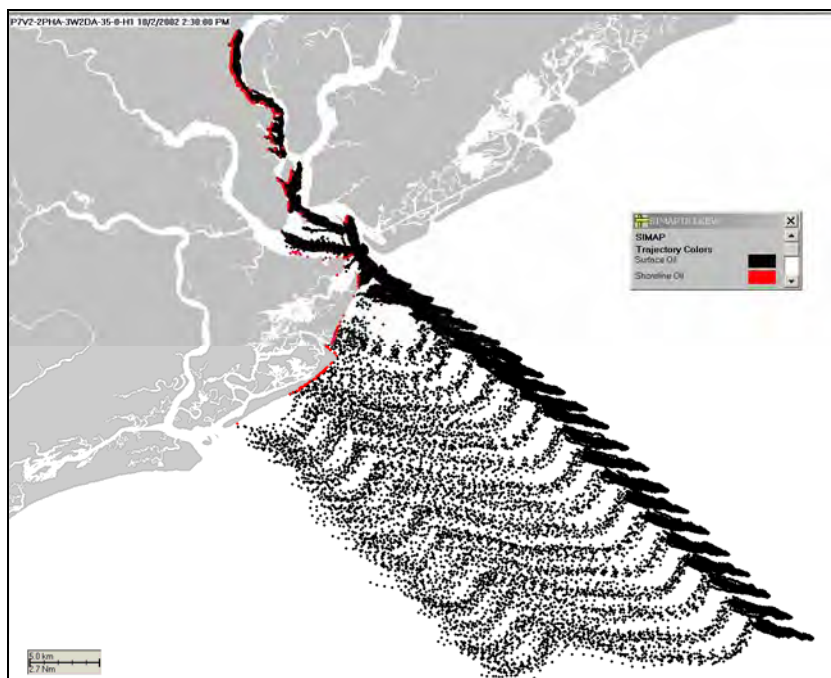 P7V2-2PHA-3W2DA-35-0-H1 10/2/2002 2:30:00 PM
SIMAP
Trajectory Colors
Surface Oil
Shoreline Oil
5.0 km
2.7 Nm